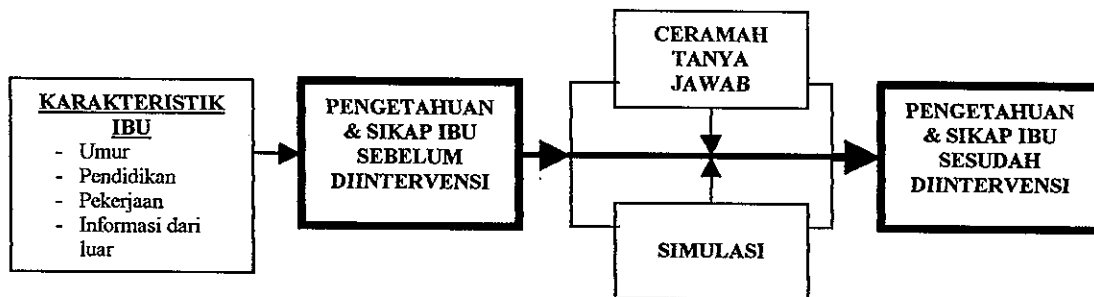 KARAKTERISTIK
IBU
- Umur
- Pendidikan
- Pekerjaan
- Informasi dari
luar
PENGETAHUAN
& SIKAP IBU
SEBELUM
DIINTERVENSI
CERAMAH
TANYA
JAWAB
SIMULASI
PENGETAHUAN
& SIKAP IBU
SESUDAH
DIINTERVENSI